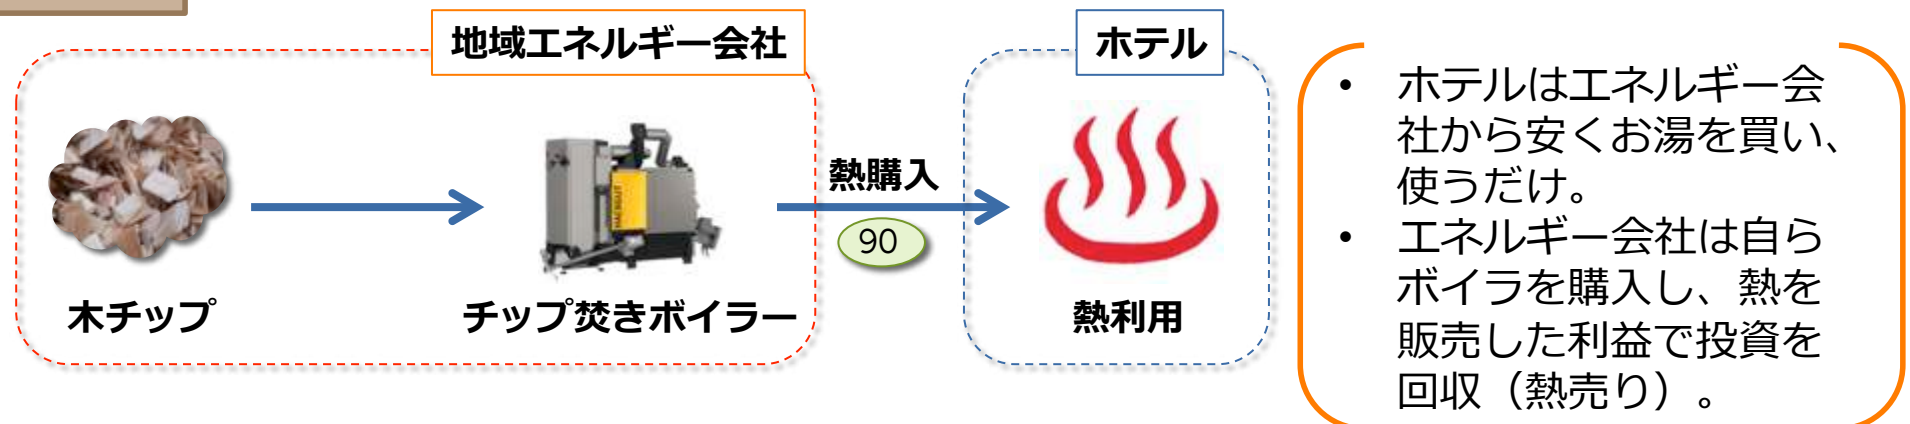 地域エネルギー会社
ホテル
熱購入
90
木チップ
チップ焚きボイラー
熱利用
• ホテルはエネルギー会
社から安くお湯を買い、
使うだけ。
• エネルギー会社は自ら
ボイラを購入し、熱を
販売した利益で投資を
回収（熱売り）。